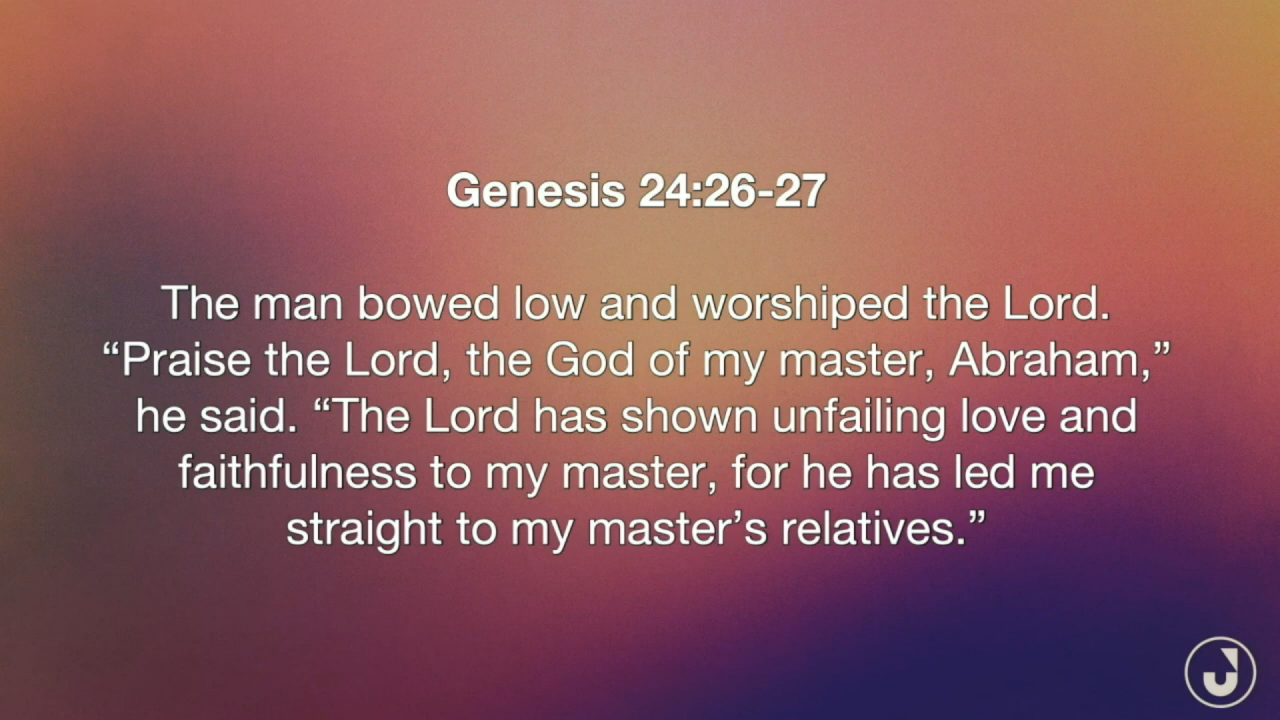 Genesis 24:26-27
The man bowed low and worshiped the Lord.
“Praise the Lord, the God of my master, Abraham,”
he said. “The Lord has shown unfailing love and
faithfulness to my master, for he has led me
straight to my master’s relatives.”
J